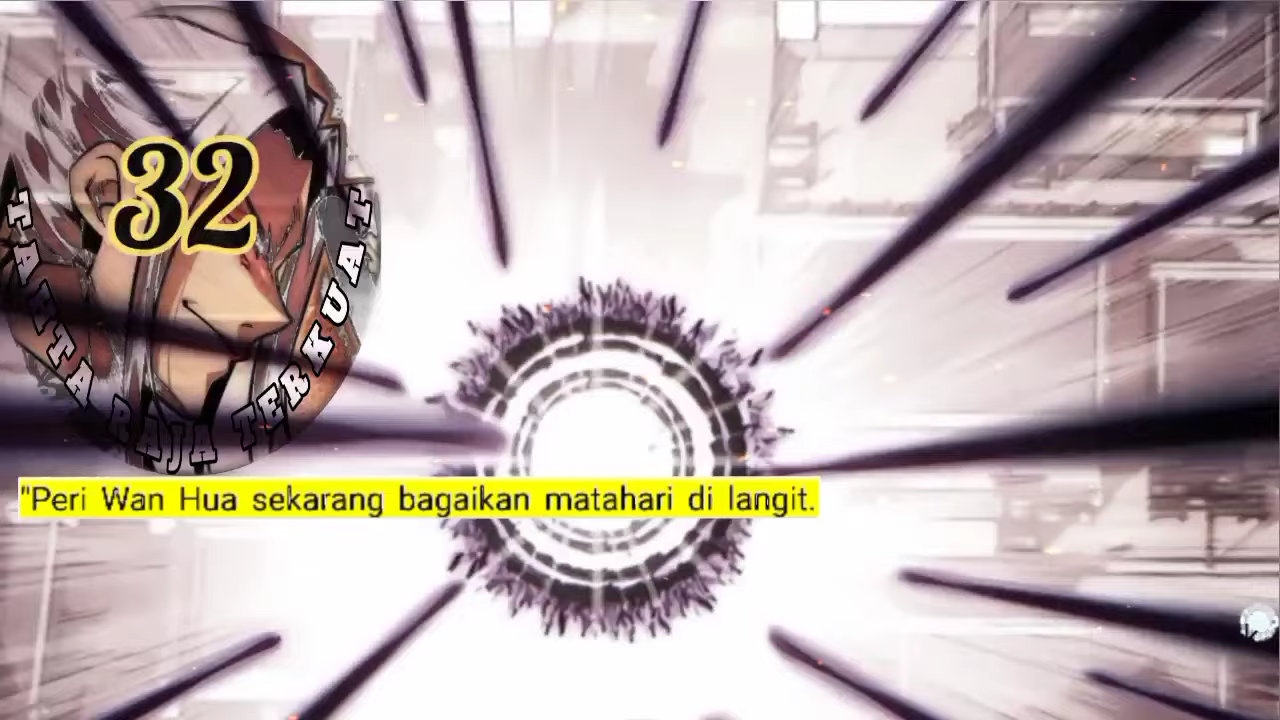 32
TAHTA RAJA TERKUAT
"Peri Wan Hua sekarang bagaikan matahari di langit.